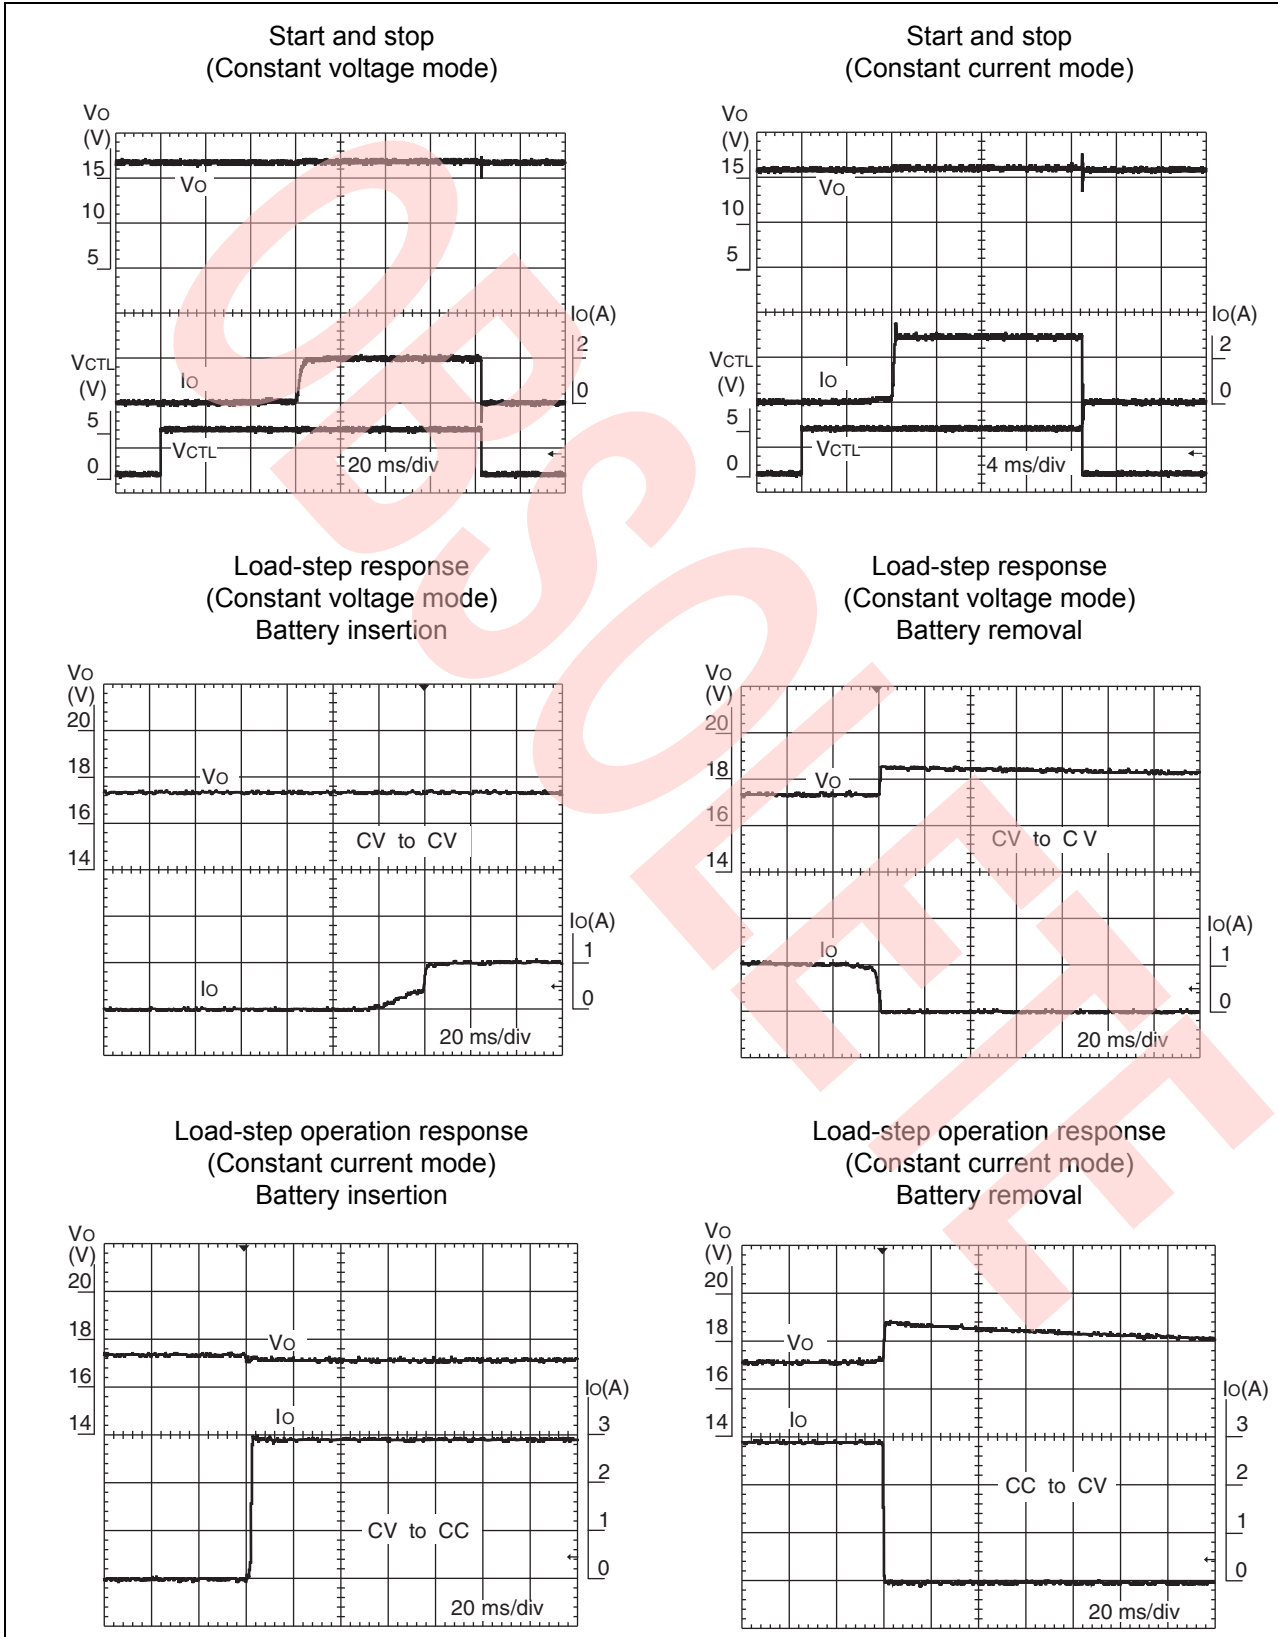 Start and stop
(Constant voltage mode)
VO
(V)
15
10
5
VO
IO(A)
2
0
VCTL
(V)
5
0
IO
VCTL
20 ms/div
Start and stop
(Constant current mode)
VO
(V)
15
10
5
VO
IO(A)
2
0
VCTL
(V)
5
0
IO
VCTL
4 ms/div
Load-step response
(Constant voltage mode)
Battery insertion
VO
(V)
20
18
16
14
VO
CV to CV
IO(A)
1
0
IO
20 ms/div
Load-step response
(Constant voltage mode)
Battery removal
VO
(V)
20
18
16
14
VO
CV to CV
IO(A)
1
0
IO
20 ms/div
Load-step operation response
(Constant current mode)
Battery insertion
VO
(V)
20
18
16
14
VO
IO(A)
3
2
1
0
IO
CV to CC
20 ms/div
Load-step operation response
(Constant current mode)
Battery removal
VO
(V)
20
18
16
14
VO
IO(A)
3
2
1
0
IO
CC to CV
20 ms/div
OBSOLETE